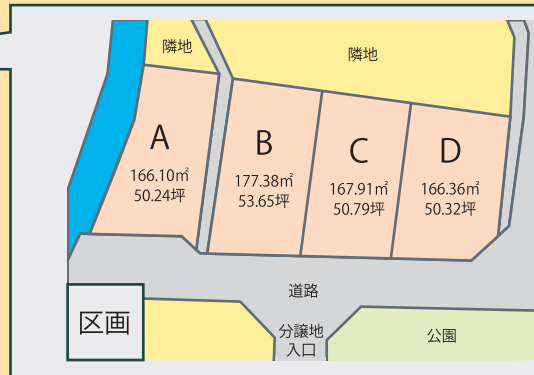 隣地
隣地
A
166.10㎡
50.24坪
B
177.38㎡
53.65坪
C
167.91㎡
50.79坪
D
166.36㎡
50.32坪
道路
区画
分譲地
入口
公園